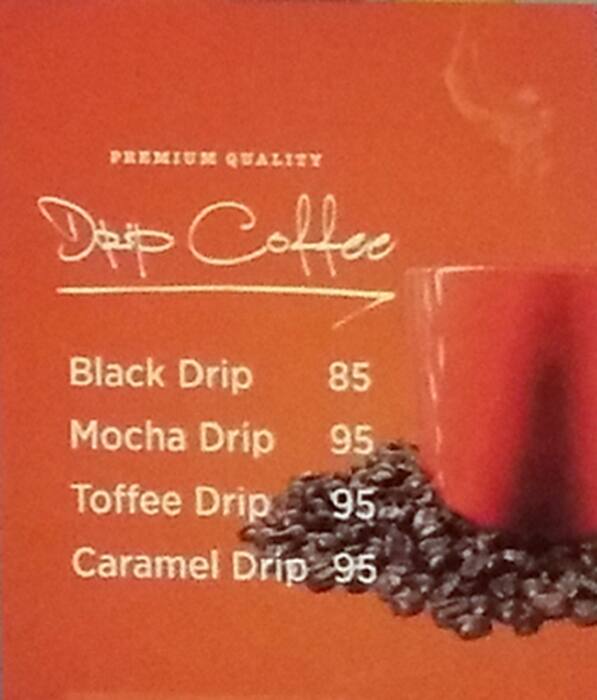 PREMIUM QUALITY
Drip Coffee
Black Drip 85
Mocha Drip 95
Toffee Drip 95
Caramel Drip 95